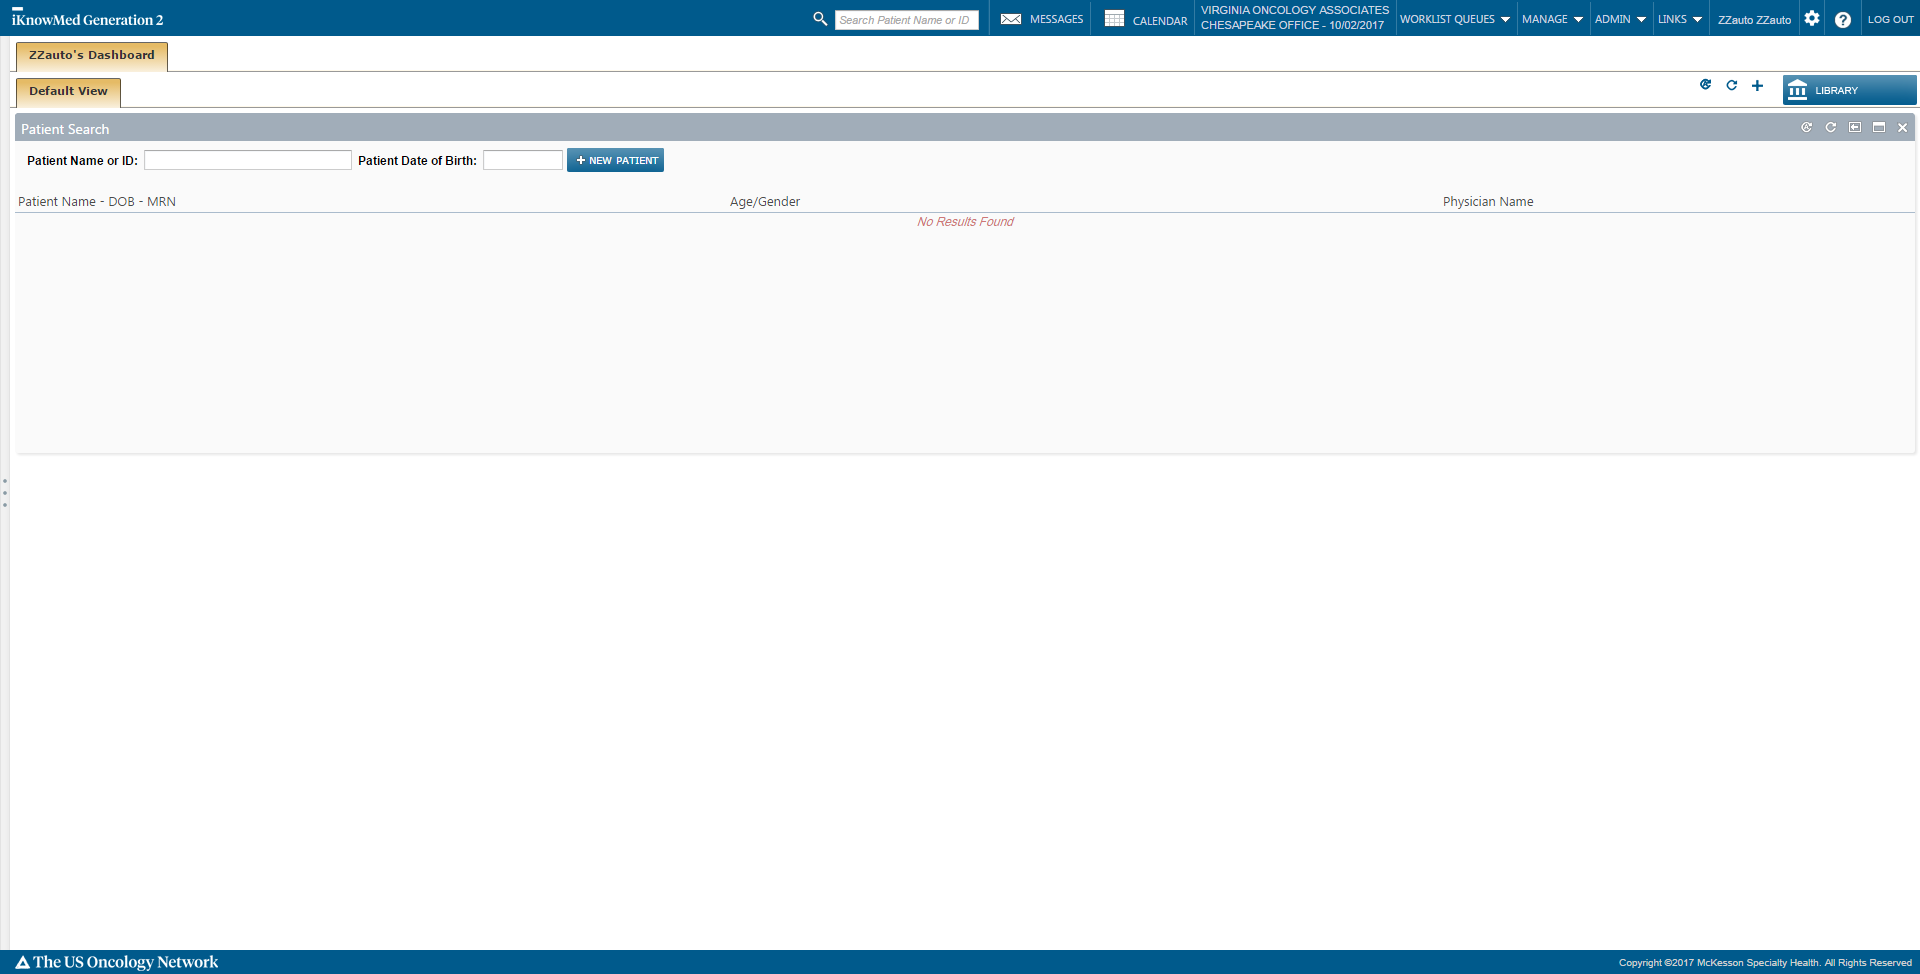 iKnowMed Generation 2
Search Patient Name or ID
MESSAGES
CALENDAR
VIRGINIA ONCOLOGY ASSOCIATES
CHESAPEAKE OFFICE - 10/02/2017
WORKLIST QUEUES
MANAGE
ADMIN
LINKS
ZZauto ZZauto
?
LOG OUT
ZZauto's Dashboard
Default View
LIBRARY
Patient Search
Patient Name or ID:
Patient Date of Birth:
+ NEW PATIENT
Patient Name - DOB - MRN
Age/Gender
Physician Name
No Results Found
The US Oncology Network
Copyright ©2017 McKesson Specialty Health. All Rights Reserved